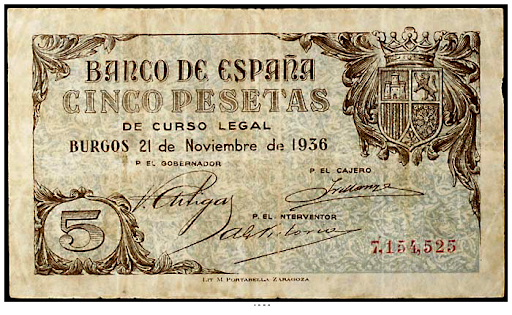 BANCO DE ESPAÑA
CINCO PESETAS
DE CURSO LEGAL
BURGOS 21 de Noviembre de 1936
P. EL GOBERNADOR
P. EL CAJERO
P. EL INTERVENTOR
5
7,154,525
LIT. M. PORTABELLA ZARAGOZA